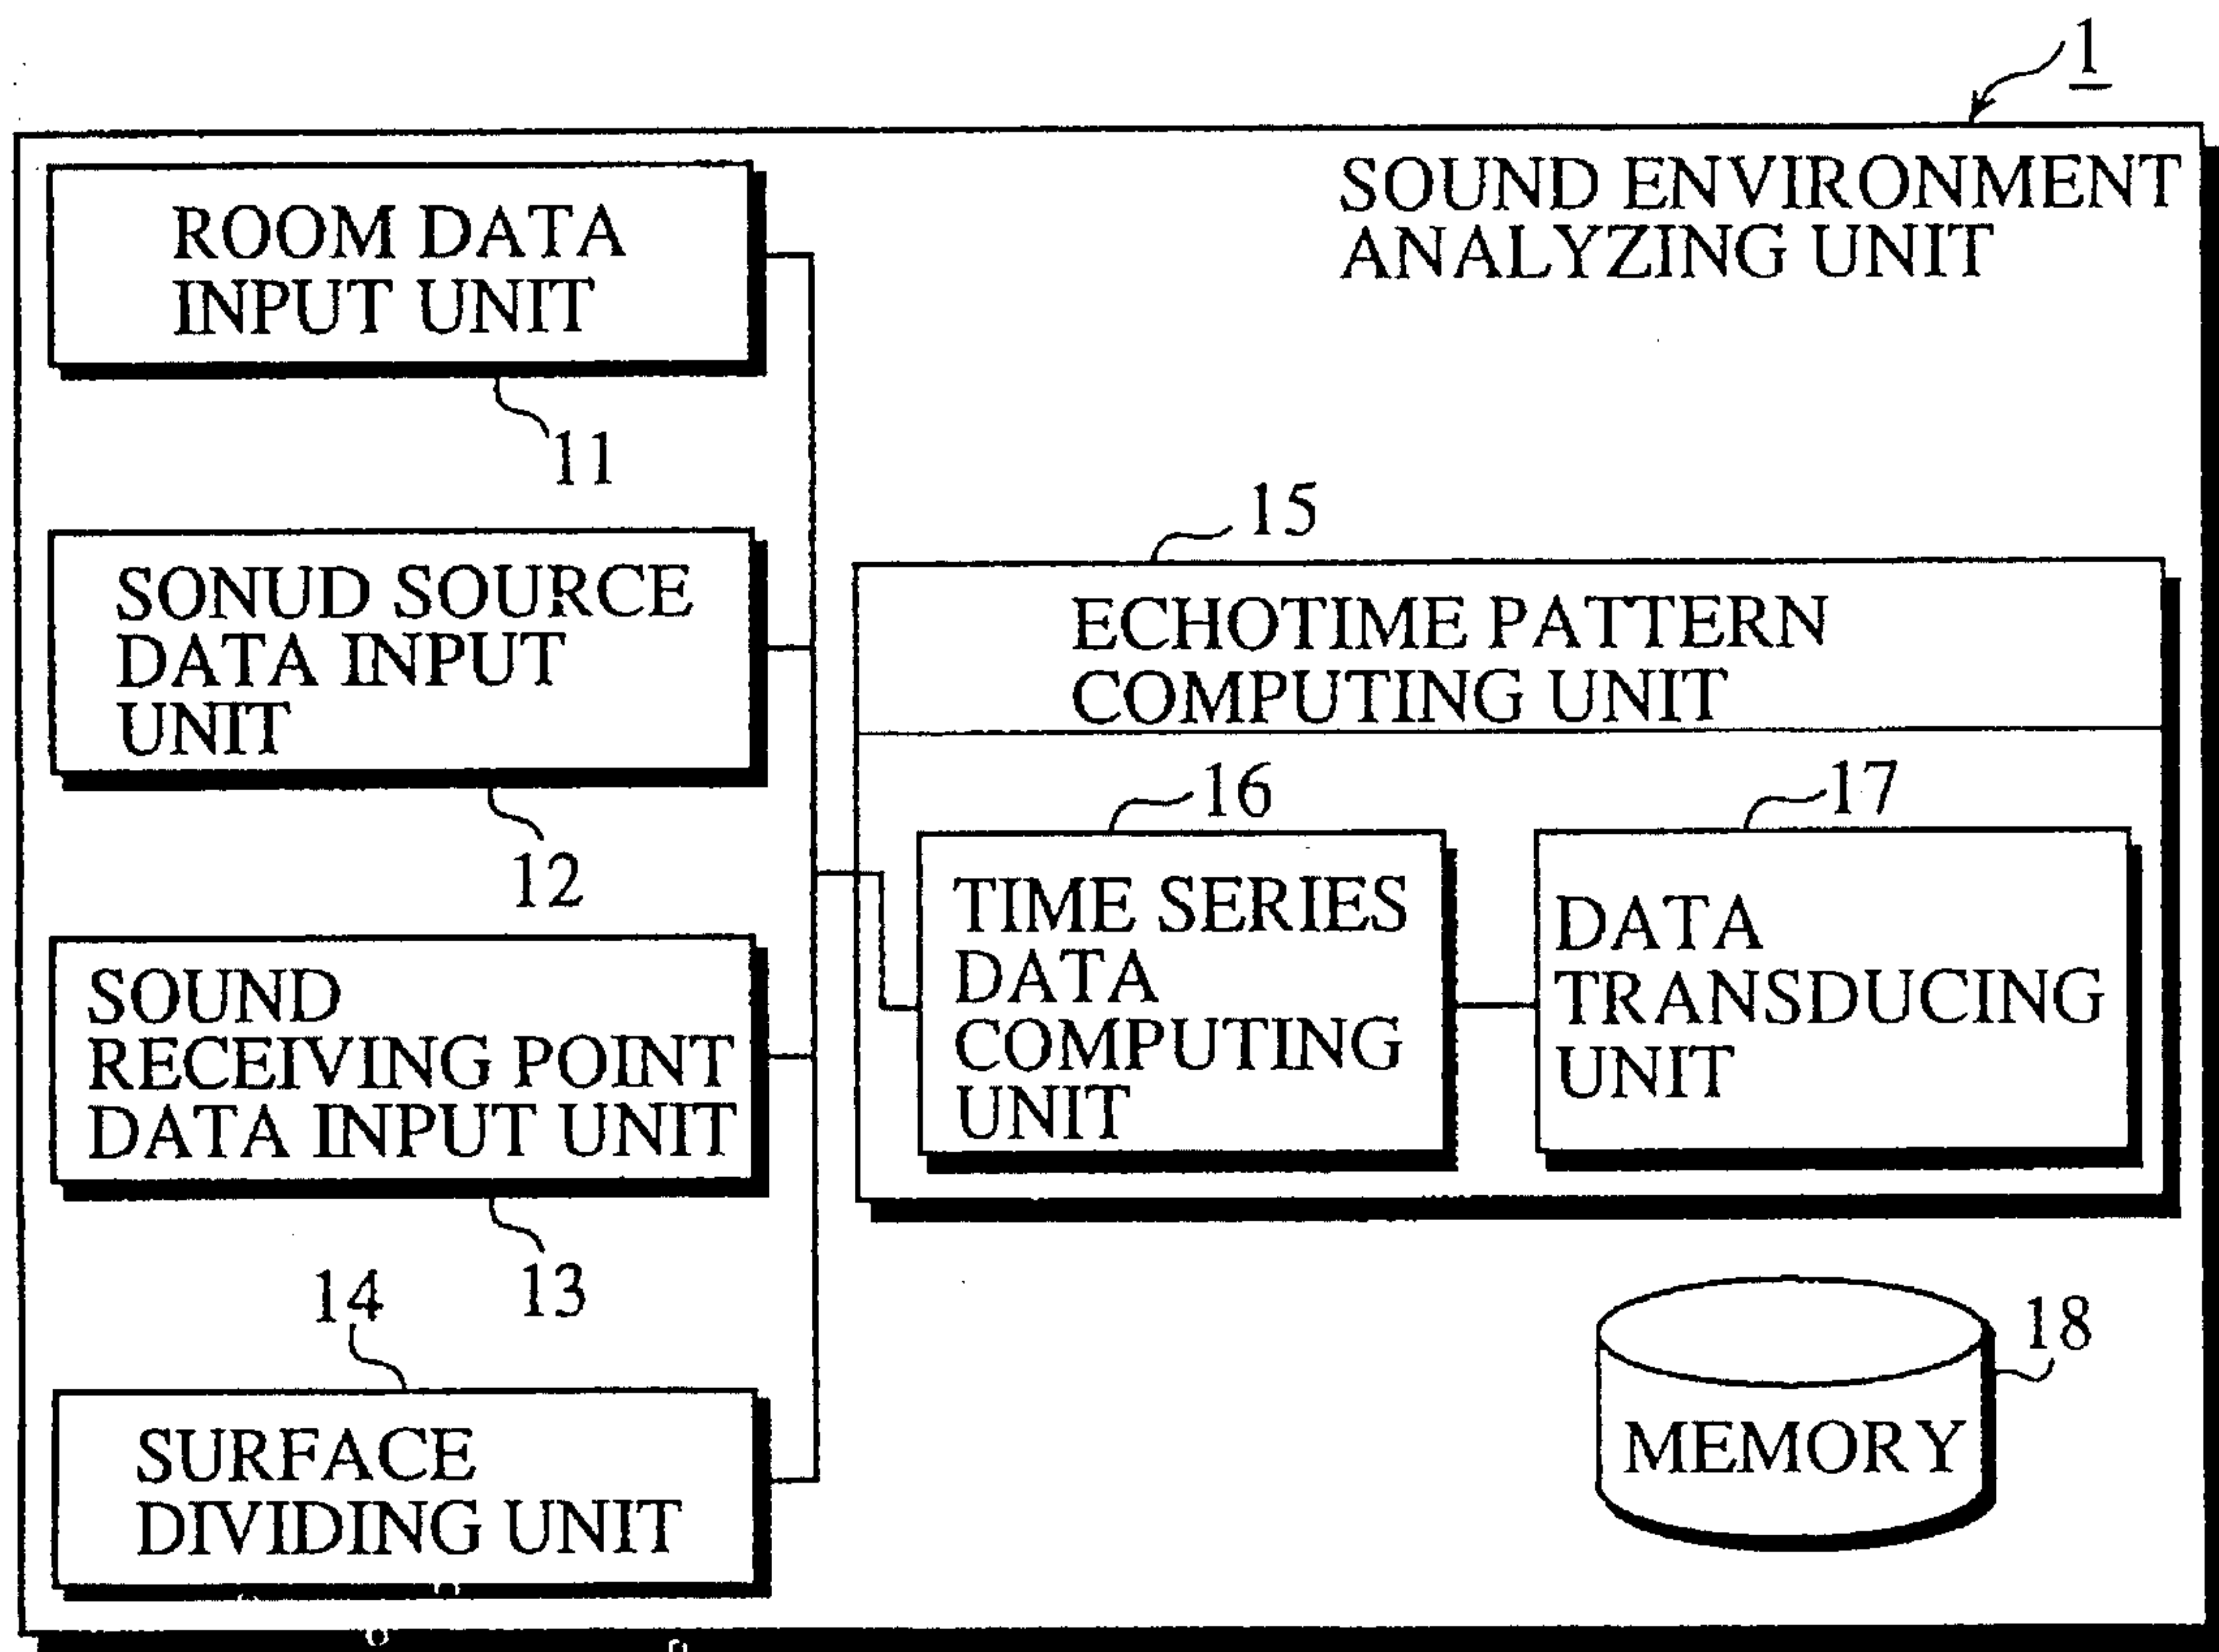 1
SOUND ENVIRONMENT
ANALYZING UNIT
ROOM DATA
INPUT UNIT
11
SONUD SOURCE
DATA INPUT
UNIT
12
SOUND
RECEIVING POINT
DATA INPUT UNIT
13
14
SURFACE
DIVIDING UNIT
15
ECHOTIME PATTERN
COMPUTING UNIT
16
TIME SERIES
DATA
COMPUTING
UNIT
17
DATA
TRANSDUCING
UNIT
18
MEMORY